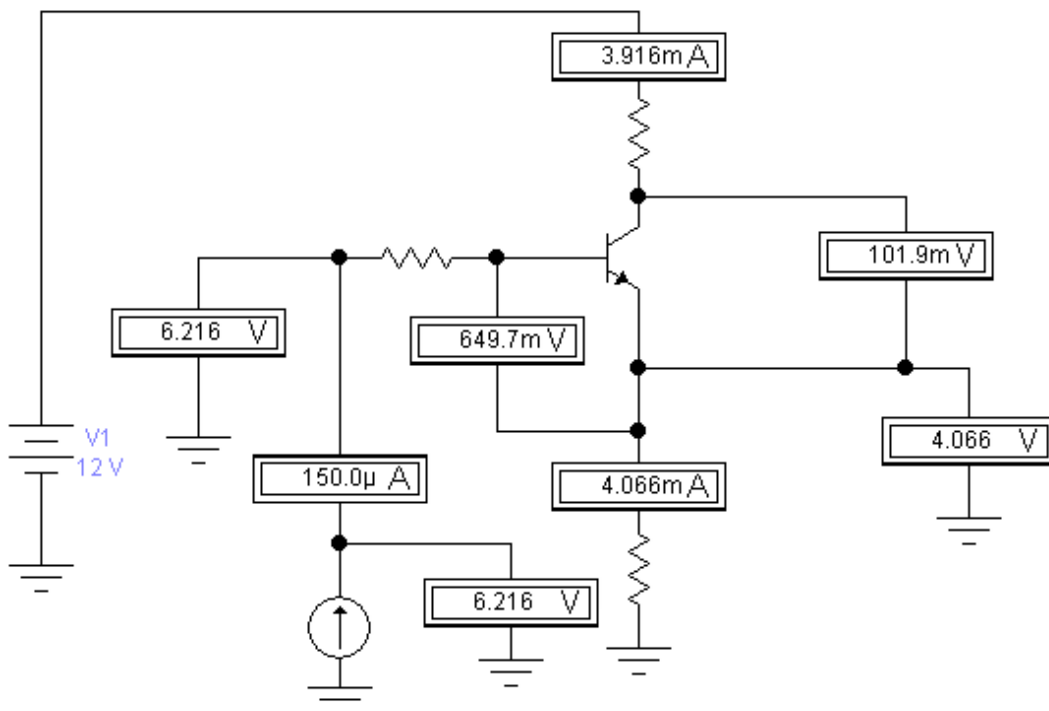 3.916m A
101.9m V
6.216 V
649.7m V
V1
12 V
4.066 V
150.0µ A
4.066m A
6.216 V